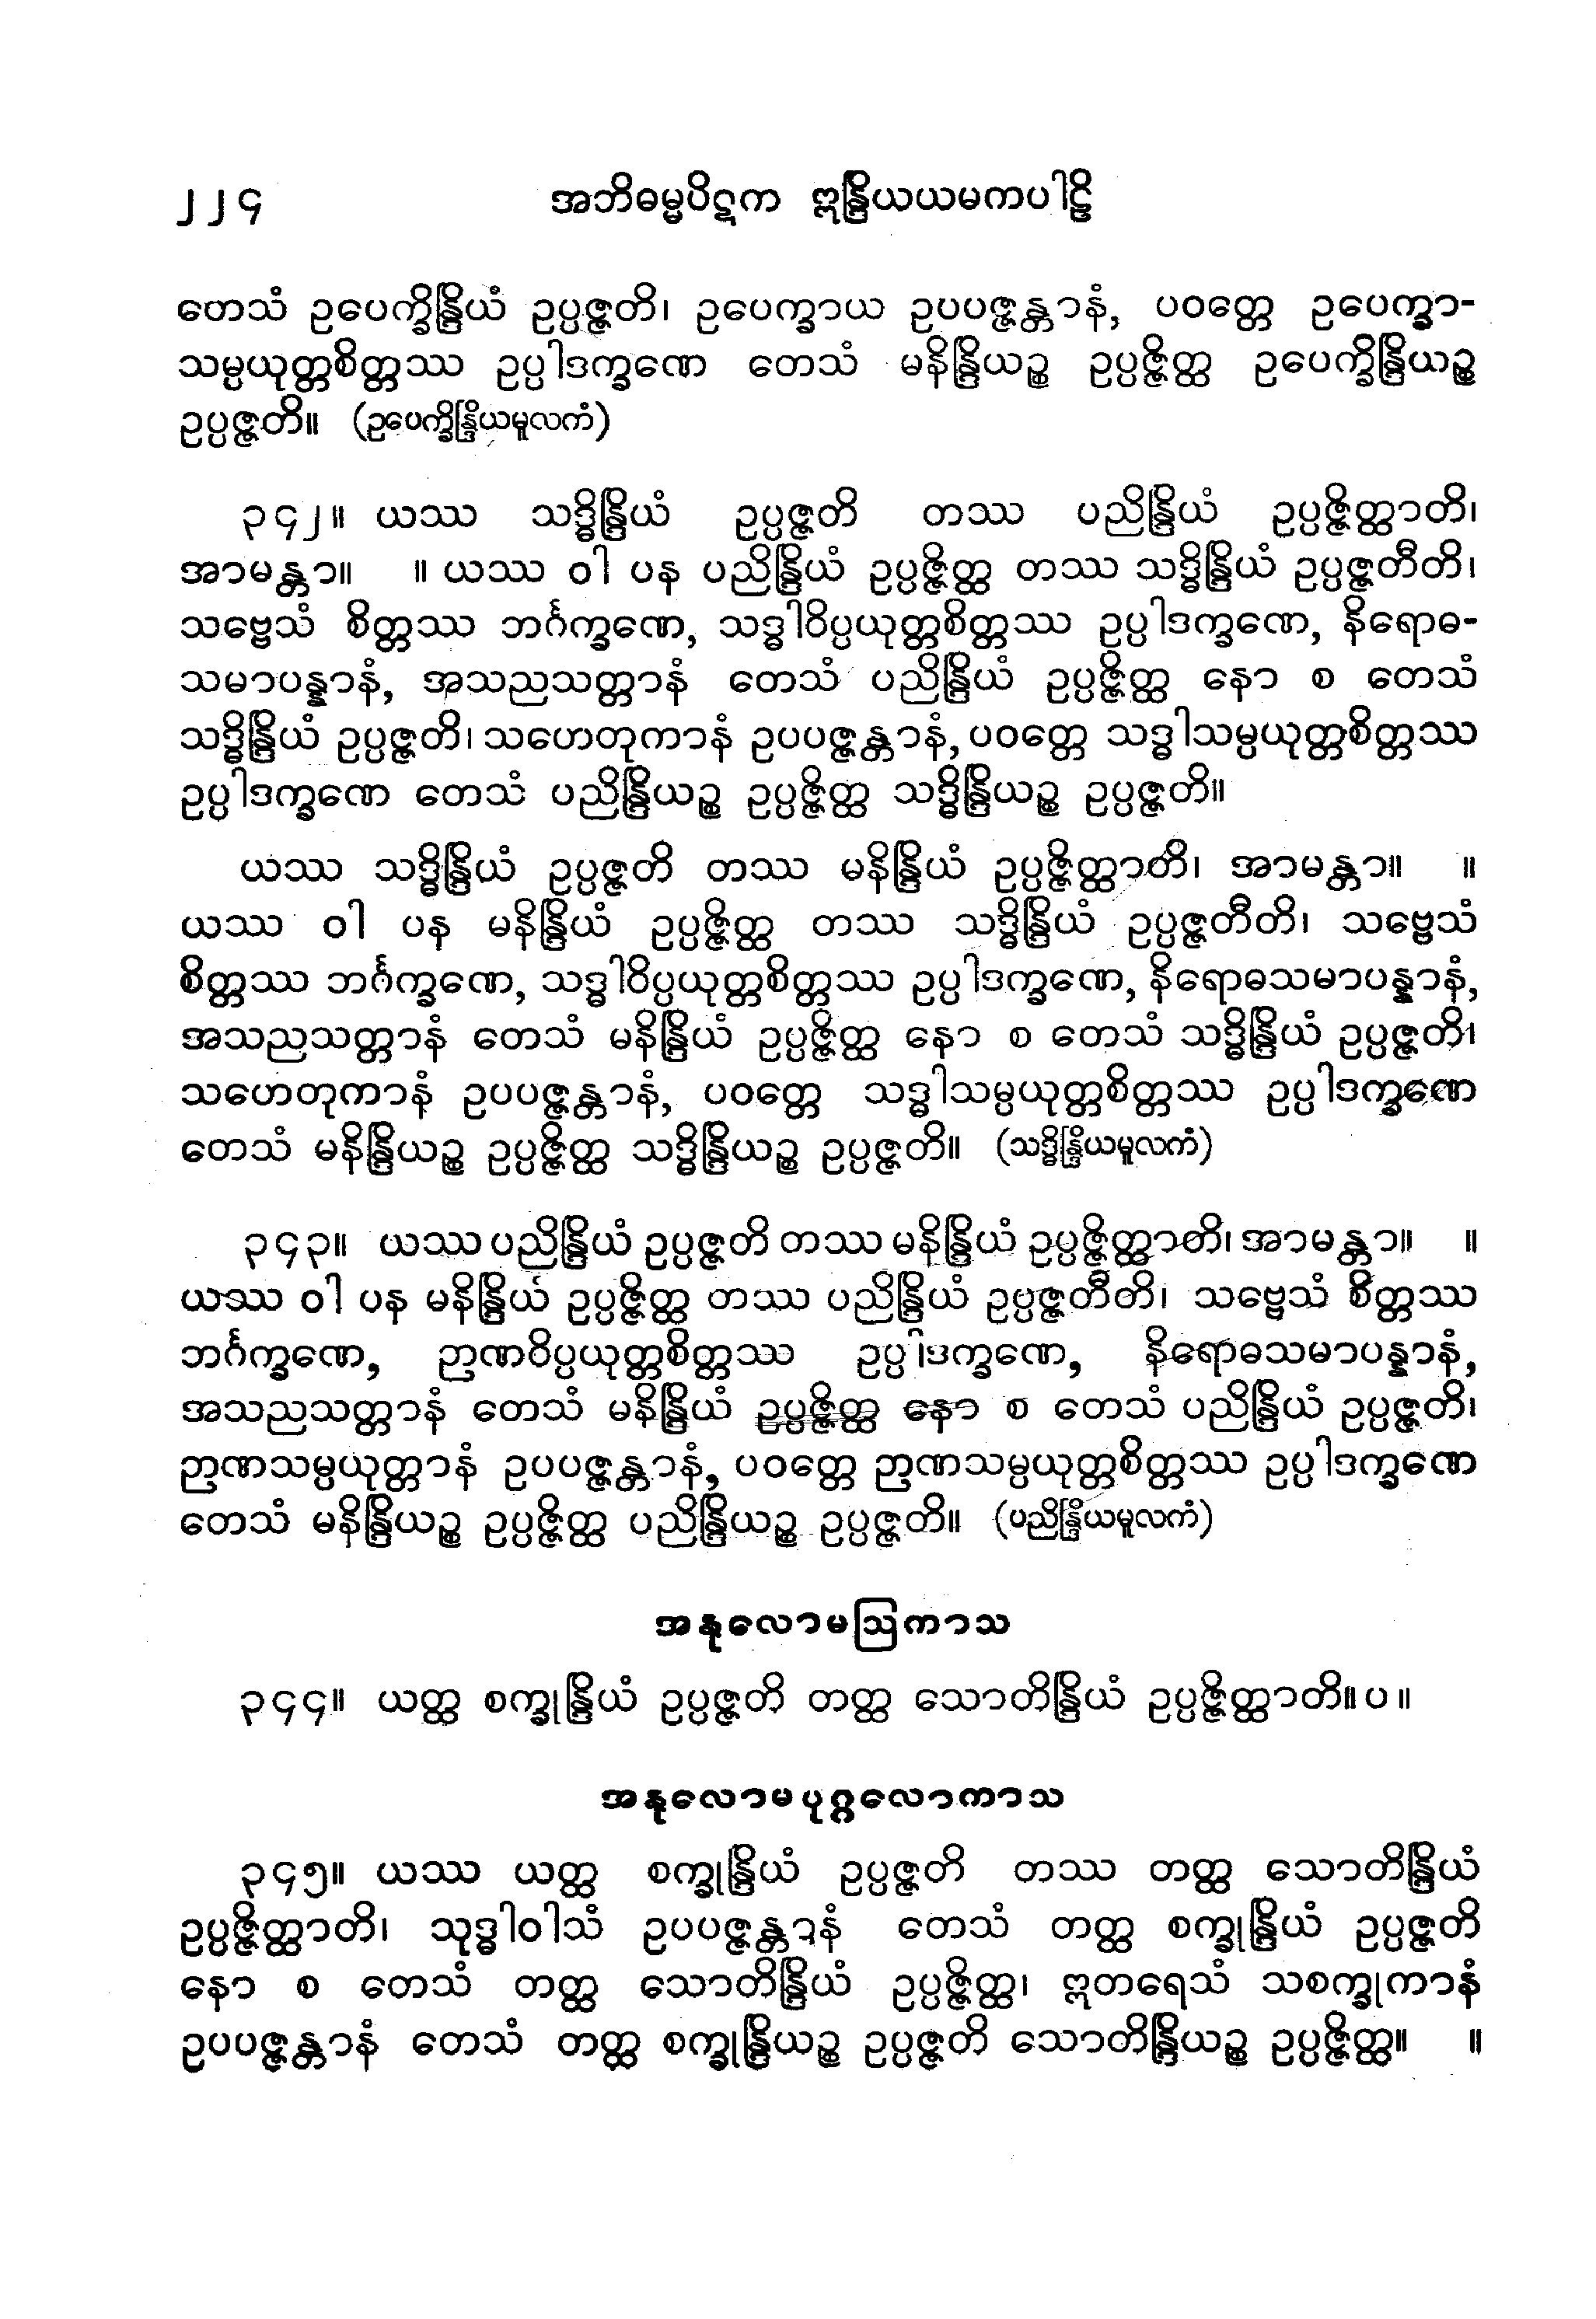 ၂၂၄ အဘိဓမ္မပိဋက ဣန္ဒြိယယမကပါဠိ
တေသံ ဥပေက္ခိန္ဒြိယံ ဥပ္ပဇ္ဇတိ၊ ဥပေက္ခာယ ဥပပဇ္ဇန္တာနံ, ပဝတ္တေ ဥပေက္ခာ-
သမ္ပယုတ္တစိတ္တဿ ဥပ္ပါဒက္ခဏေ တေသံ မနိန္ဒြိယဉ္စ ဥပ္ပဇ္ဇိတ္ထ ဥပေက္ခိန္ဒြိယဉ္စ
ဥပ္ပဇ္ဇတိ။ (ဥပေက္ခိန္ဒြိယမူလကံ)
၃၄၂။ ယဿ သဒ္ဓိန္ဒြိယံ ဥပ္ပဇ္ဇတိ တဿ ပညိန္ဒြိယံ ဥပ္ပဇ္ဇိတ္ထာတိ၊
အာမန္တာ။ ။ ယဿ ဝါ ပန ပညိန္ဒြိယံ ဥပ္ပဇ္ဇိတ္ထ တဿ သဒ္ဓိန္ဒြိယံ ဥပ္ပဇ္ဇတီတိ၊
သဗ္ဗေသံ စိတ္တဿ ဘင်္ဂက္ခဏေ, သဒ္ဓါဝိပ္ပယုတ္တစိတ္တဿ ဥပ္ပါဒက္ခဏေ, နိရောဓ-
သမာပန္နာနံ, အသညသတ္တာနံ တေသံ ပညိန္ဒြိယံ ဥပ္ပဇ္ဇိတ္ထ နော စ တေသံ
သဒ္ဓိန္ဒြိယံ ဥပ္ပဇ္ဇတိ၊ သဟေတုကာနံ ဥပပဇ္ဇန္တာနံ, ပဝတ္တေ သဒ္ဓါသမ္ပယုတ္တစိတ္တဿ
ဥပ္ပါဒက္ခဏေ တေသံ ပညိန္ဒြိယဉ္စ ဥပ္ပဇ္ဇိတ္ထ သဒ္ဓိန္ဒြိယဉ္စ ဥပ္ပဇ္ဇတိ။
ယဿ သဒ္ဓိန္ဒြိယံ ဥပ္ပဇ္ဇတိ တဿ မနိန္ဒြိယံ ဥပ္ပဇ္ဇိတ္ထာတိ၊ အာမန္တာ။ ။
ယဿ ဝါ ပန မနိန္ဒြိယံ ဥပ္ပဇ္ဇိတ္ထ တဿ သဒ္ဓိန္ဒြိယံ ဥပ္ပဇ္ဇတီတိ၊ သဗ္ဗေသံ
စိတ္တဿ ဘင်္ဂက္ခဏေ, သဒ္ဓါဝိပ္ပယုတ္တစိတ္တဿ ဥပ္ပါဒက္ခဏေ, နိရောဓသမာပန္နာနံ,
အသညသတ္တာနံ တေသံ မနိန္ဒြိယံ ဥပ္ပဇ္ဇိတ္ထ နော စ တေသံ သဒ္ဓိန္ဒြိယံ ဥပ္ပဇ္ဇတိ၊
သဟေတုကာနံ ဥပပဇ္ဇန္တာနံ, ပဝတ္တေ သဒ္ဓါသမ္ပယုတ္တစိတ္တဿ ဥပ္ပါဒက္ခဏေ
တေသံ မနိန္ဒြိယဉ္စ ဥပ္ပဇ္ဇိတ္ထ သဒ္ဓိန္ဒြိယဉ္စ ဥပ္ပဇ္ဇတိ။ (သဒ္ဓိန္ဒြိယမူလကံ)
၃၄၃။ ယဿ ပညိန္ဒြိယံ ဥပ္ပဇ္ဇတိ တဿ မနိန္ဒြိယံ ဥပ္ပဇ္ဇိတ္ထာတိ၊ အာမန္တာ။ ။
ယဿ ဝါ ပန မနိန္ဒြိယံ ဥပ္ပဇ္ဇိတ္ထ တဿ ပညိန္ဒြိယံ ဥပ္ပဇ္ဇတီတိ၊ သဗ္ဗေသံ စိတ္တဿ
ဘင်္ဂက္ခဏေ, ဉာဏဝိပ္ပယုတ္တစိတ္တဿ ဥပ္ပါဒက္ခဏေ, နိရောဓသမာပန္နာနံ,
အသညသတ္တာနံ တေသံ မနိန္ဒြိယံ ဥပ္ပဇ္ဇိတ္ထ နော စ တေသံ ပညိန္ဒြိယံ ဥပ္ပဇ္ဇတိ၊
ဉာဏသမ္ပယုတ္တာနံ ဥပပဇ္ဇန္တာနံ, ပဝတ္တေ ဉာဏသမ္ပယုတ္တစိတ္တဿ ဥပ္ပါဒက္ခဏေ
တေသံ မနိန္ဒြိယဉ္စ ဥပ္ပဇ္ဇိတ္ထ ပညိန္ဒြိယဉ္စ ဥပ္ပဇ္ဇတိ။ (ပညိန္ဒြိယမူလကံ)
အနုလောမဩကာသ
၃၄၄။ ယတ္ထ စက္ခုန္ဒြိယံ ဥပ္ပဇ္ဇတိ တတ္ထ သောတိန္ဒြိယံ ဥပ္ပဇ္ဇိတ္ထာတိ။ ပ ။
အနုလောမပုဂ္ဂလောကာသ
၃၄၅။ ယဿ ယတ္ထ စက္ခုန္ဒြိယံ ဥပ္ပဇ္ဇတိ တဿ တတ္ထ သောတိန္ဒြိယံ
ဥပ္ပဇ္ဇိတ္ထာတိ၊ သုဒ္ဓါဝါသံ ဥပပဇ္ဇန္တာနံ တေသံ တတ္ထ စက္ခုန္ဒြိယံ ဥပ္ပဇ္ဇတိ
နော စ တေသံ တတ္ထ သောတိန္ဒြိယံ ဥပ္ပဇ္ဇိတ္ထ၊ ဣတရေသံ သစက္ခုကာနံ
ဥပပဇ္ဇန္တာနံ တေသံ တတ္ထ စက္ခုန္ဒြိယဉ္စ ဥပ္ပဇ္ဇတိ သောတိန္ဒြိယဉ္စ ဥပ္ပဇ္ဇိတ္ထ။ ။